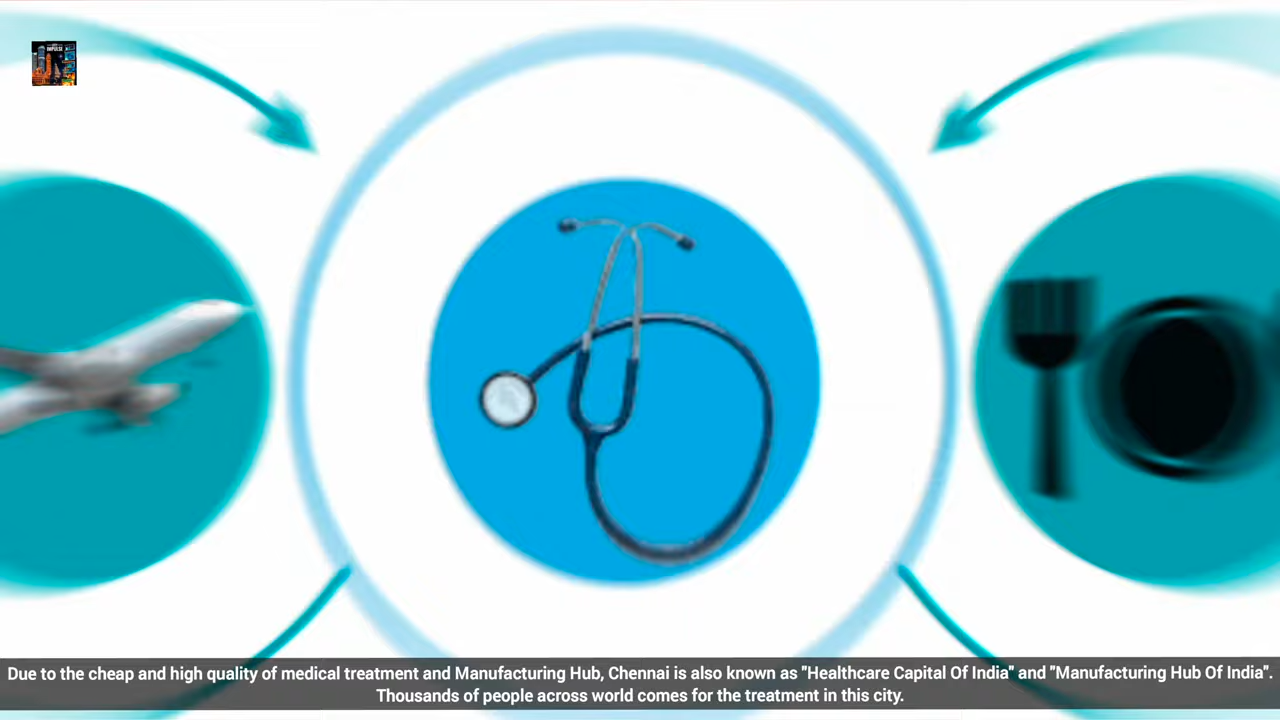 IMPULSE
Due to the cheap and high quality of medical treatment and Manufacturing Hub, Chennai is also known as "Healthcare Capital Of India" and "Manufacturing Hub Of India".
Thousands of people across world comes for the treatment in this city.